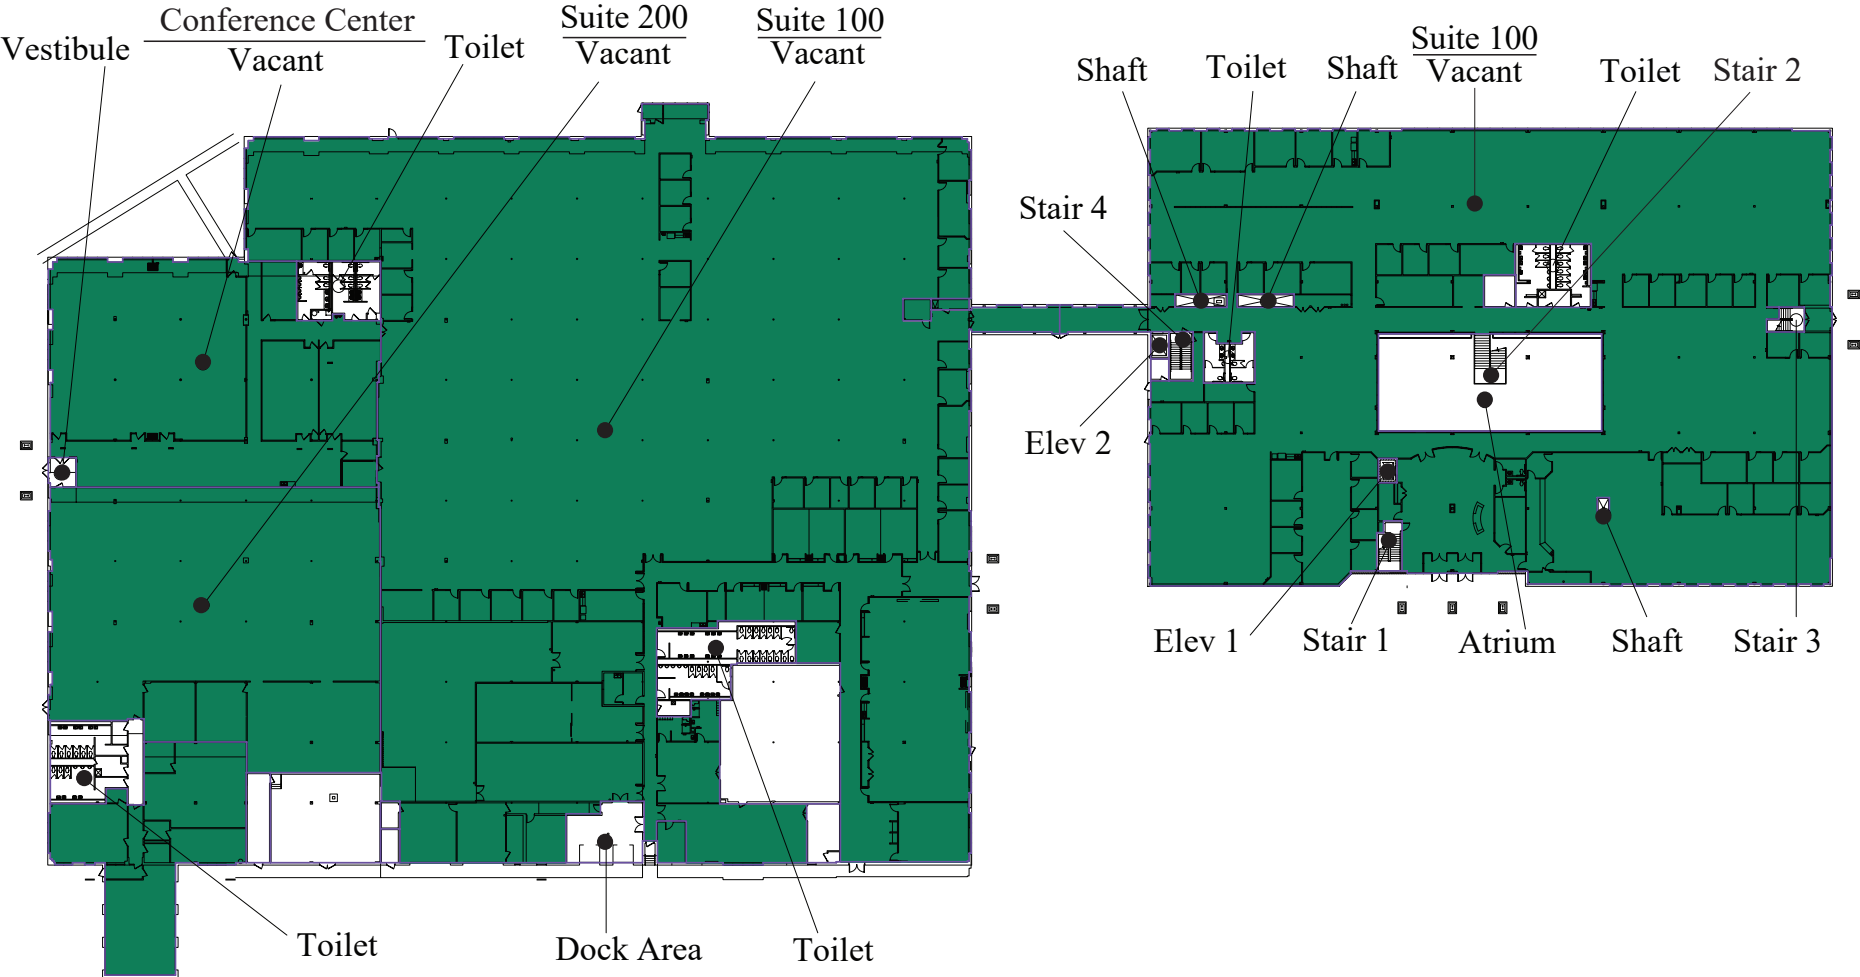 Conference Center
Vacant
Vestibule
Toilet
Suite 200
Vacant
Suite 100
Vacant
Shaft
Toilet
Shaft
Suite 100
Vacant
Toilet
Stair 2
Stair 4
Elev 2
Elev 1
Stair 1
Atrium
Shaft
Stair 3
Toilet
Dock Area
Toilet